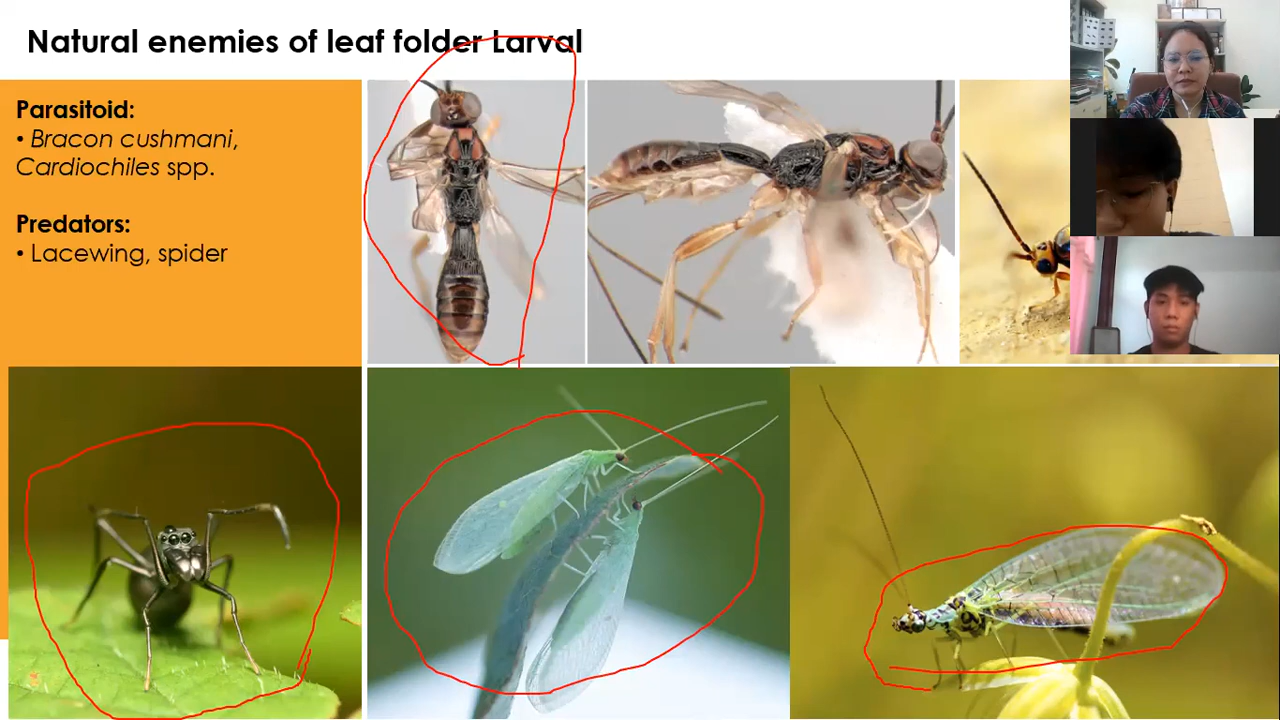 Natural enemies of leaf folder Larval
Parasitoid:
• Bracon cushmani,
Cardiochiles spp.
Predators:
• Lacewing, spider